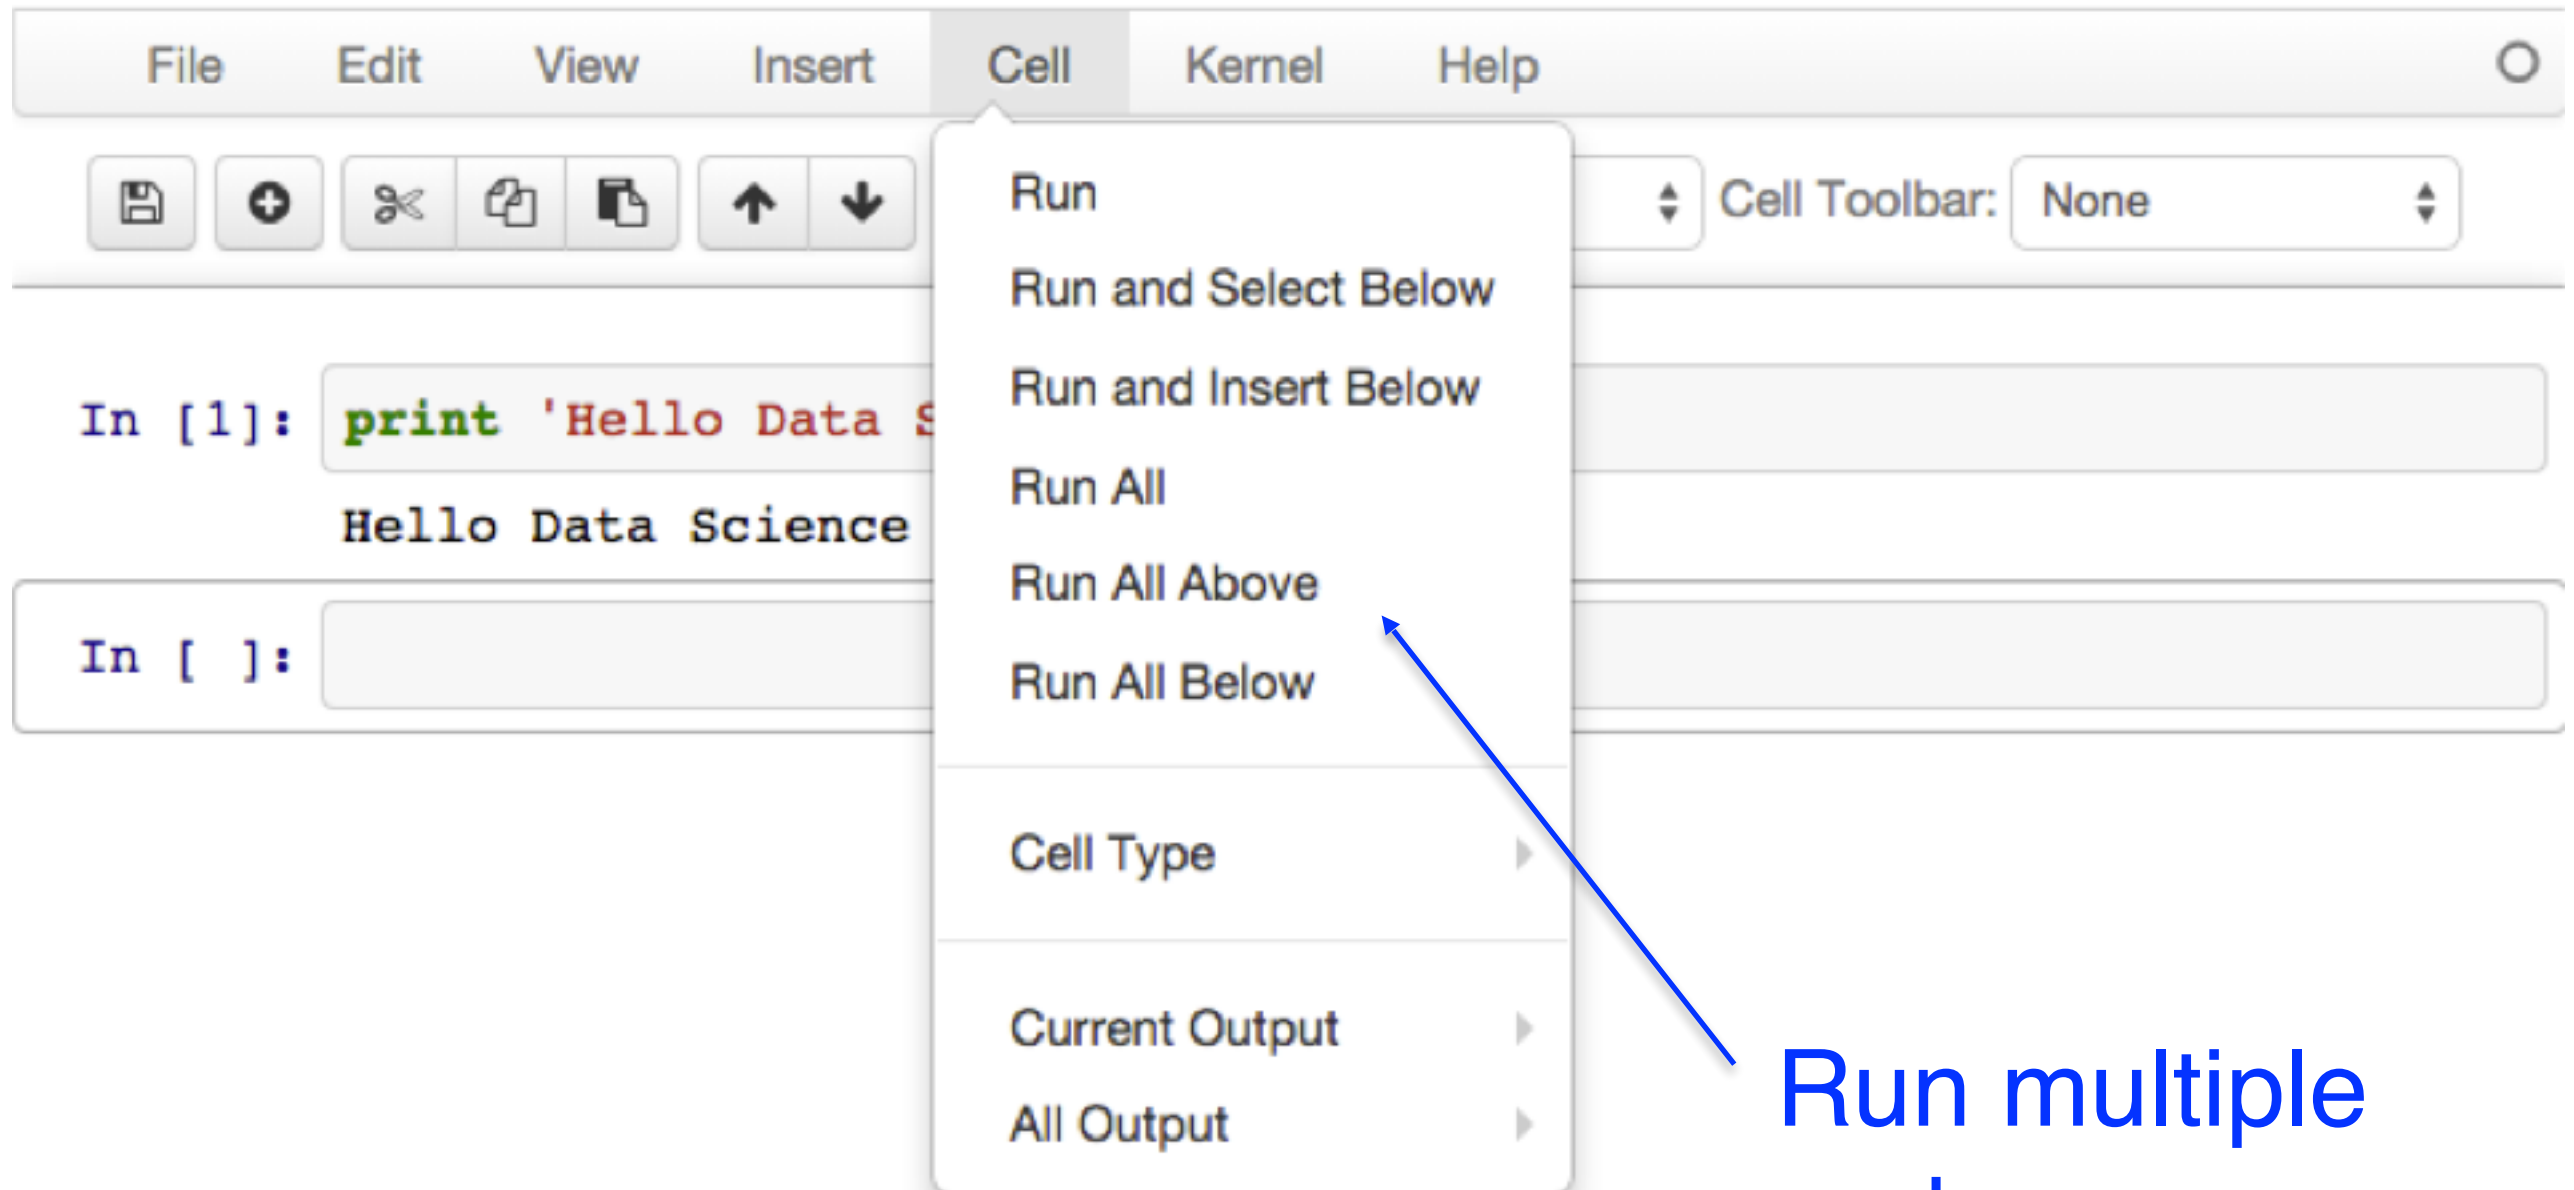 File Edit View Insert Cell Kernel Help
Cell Toolbar: None
Run
Run and Select Below
Run and Insert Below
Run All
Run All Above
Run All Below
Cell Type
Current Output
All Output
In [1]: print 'Hello Data
Hello Data Science
In [ ]:
Run multiple